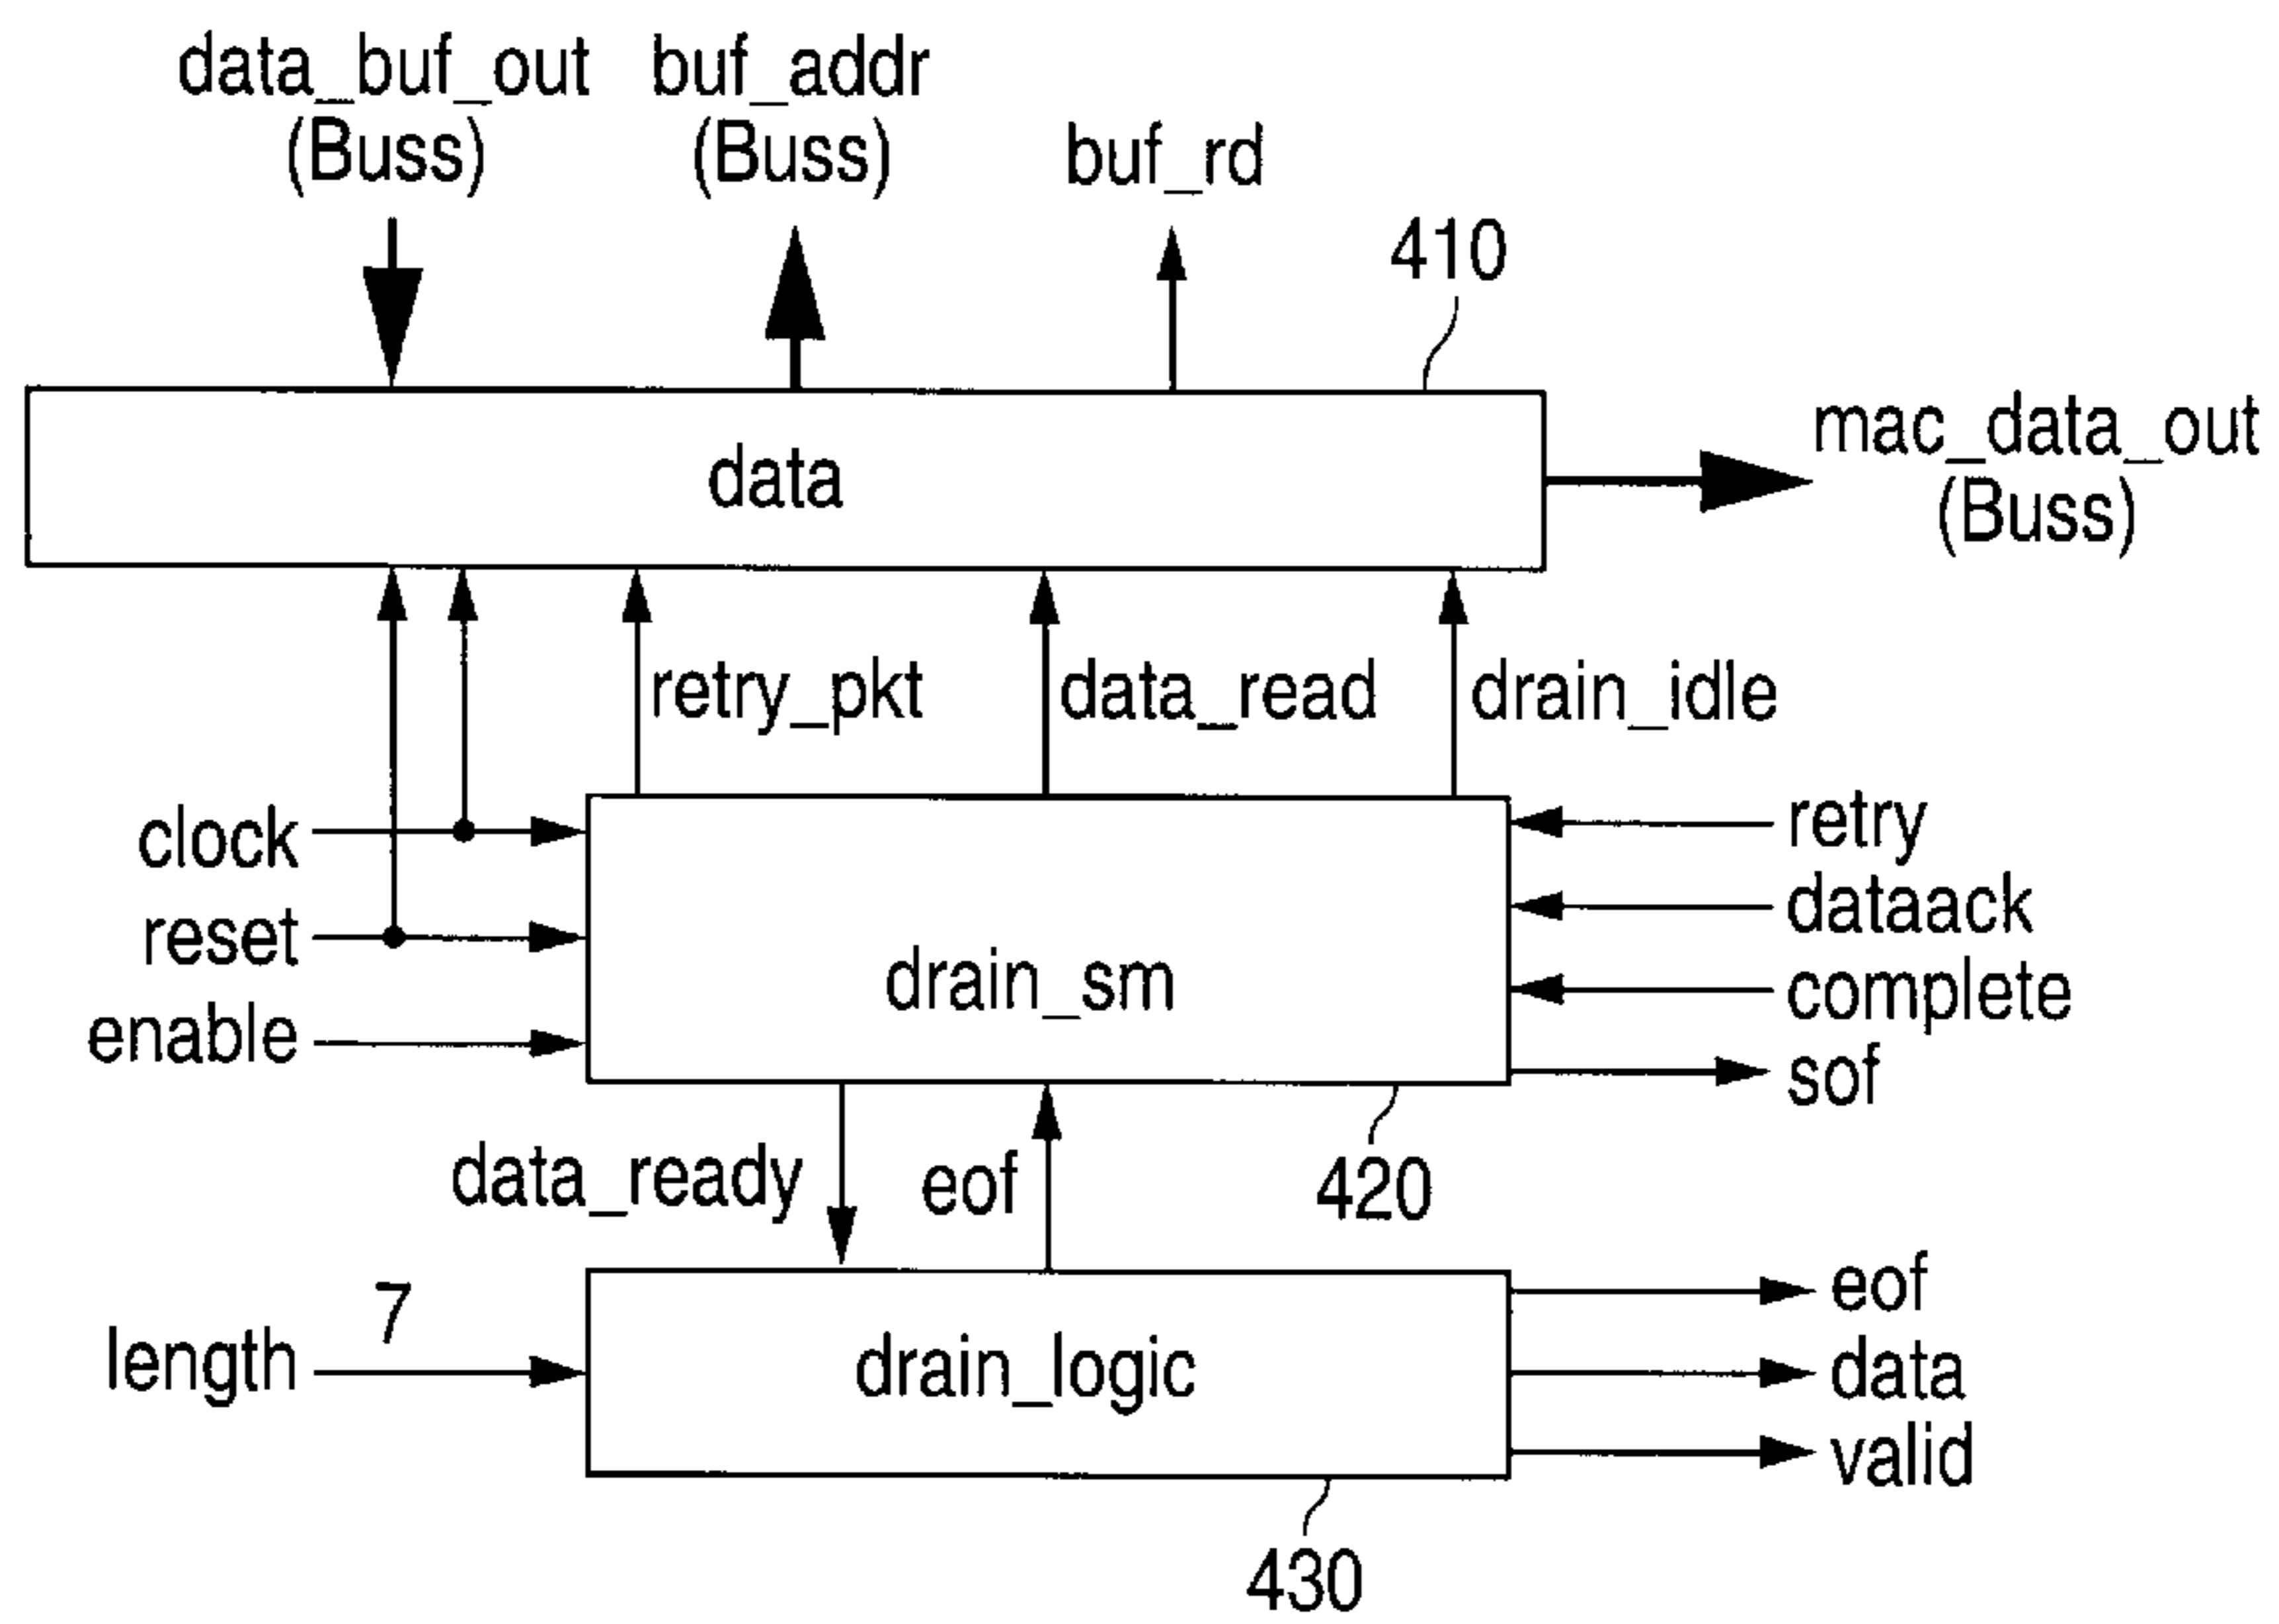 data_buf_out
(Buss)
buf_addr
(Buss)
buf_rd
410
data
mac_data_out
(Buss)
retry_pkt
data_read
drain_idle
clock
reset
enable
drain_sm
retry
dataack
complete
sof
data_ready
eof
420
length
7
drain_logic
eof
data
valid
430